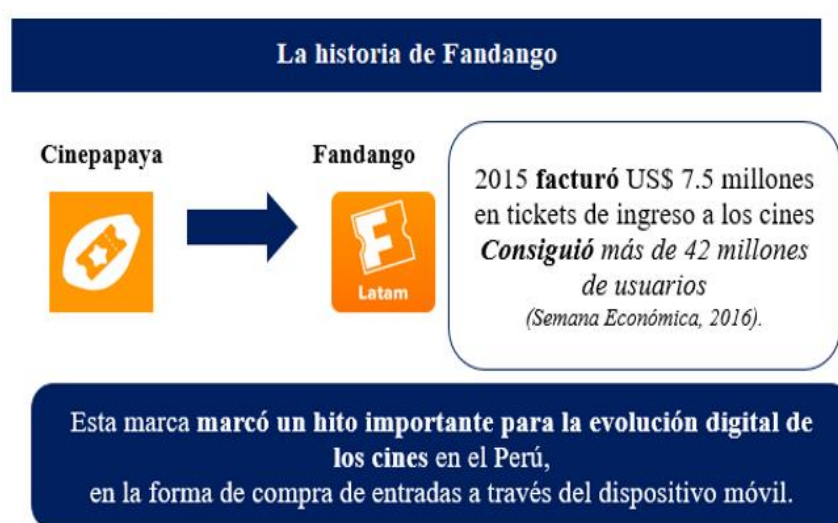 La historia de Fandango
Cinepapaya
Fandango
F
Latam
2015 facturó US$ 7.5 millones
en tickets de ingreso a los cines
Consiguió más de 42 millones
de usuarios
(Semana Económica, 2016).
Esta marca marcó un hito importante para la evolución digital de
los cines en el Perú,
en la forma de compra de entradas a través del dispositivo móvil.